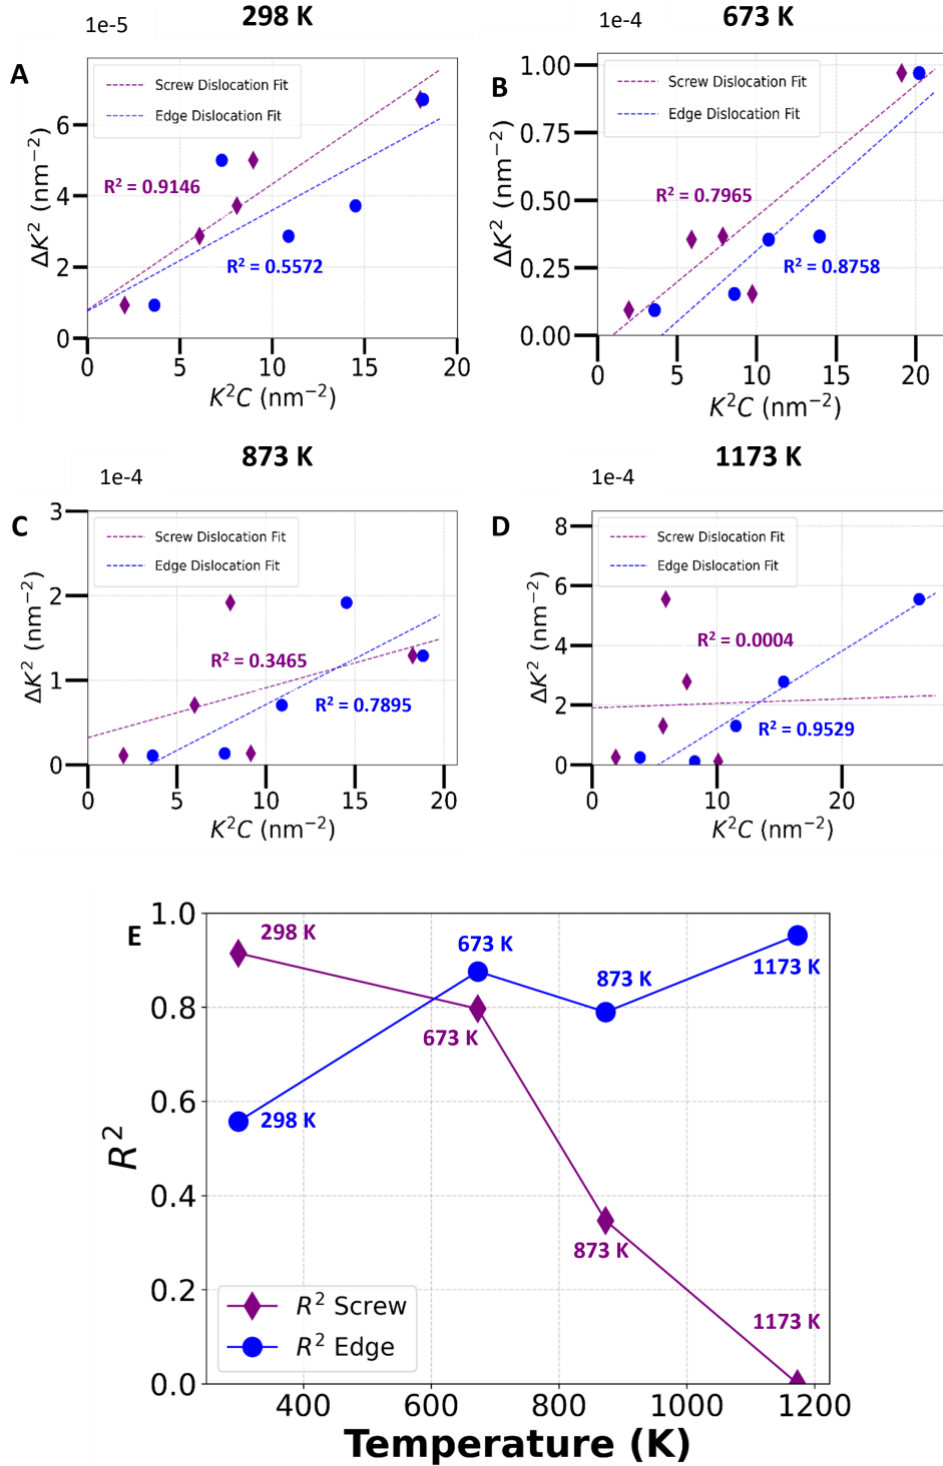 298 K
1e-5
A
Screw Dislocation Fit
Edge Dislocation Fit
R² = 0.9146
R² = 0.5572
ΔK² (nm⁻²)
6
4
2
0
0 5 10 15 20
K²C (nm⁻²)
673 K
1e-4
B
Screw Dislocation Fit
Edge Dislocation Fit
R² = 0.7965
R² = 0.8758
ΔK² (nm⁻²)
1.00
0.75
0.50
0.25
0.00
0 5 10 15 20
K²C (nm⁻²)
873 K
1e-4
C
Screw Dislocation Fit
Edge Dislocation Fit
R² = 0.3465
R² = 0.7895
ΔK² (nm⁻²)
3
2
1
0
0 5 10 15 20
K²C (nm⁻²)
1173 K
1e-4
D
Screw Dislocation Fit
Edge Dislocation Fit
R² = 0.0004
R² = 0.9529
ΔK² (nm⁻²)
8
6
4
2
0
0 10 20
K²C (nm⁻²)
E
1.0
0.8
0.6
0.4
0.2
0.0
R²
298 K
673 K
873 K
1173 K
673 K
298 K
873 K
1173 K
R² Screw
R² Edge
400 600 800 1000 1200
Temperature (K)